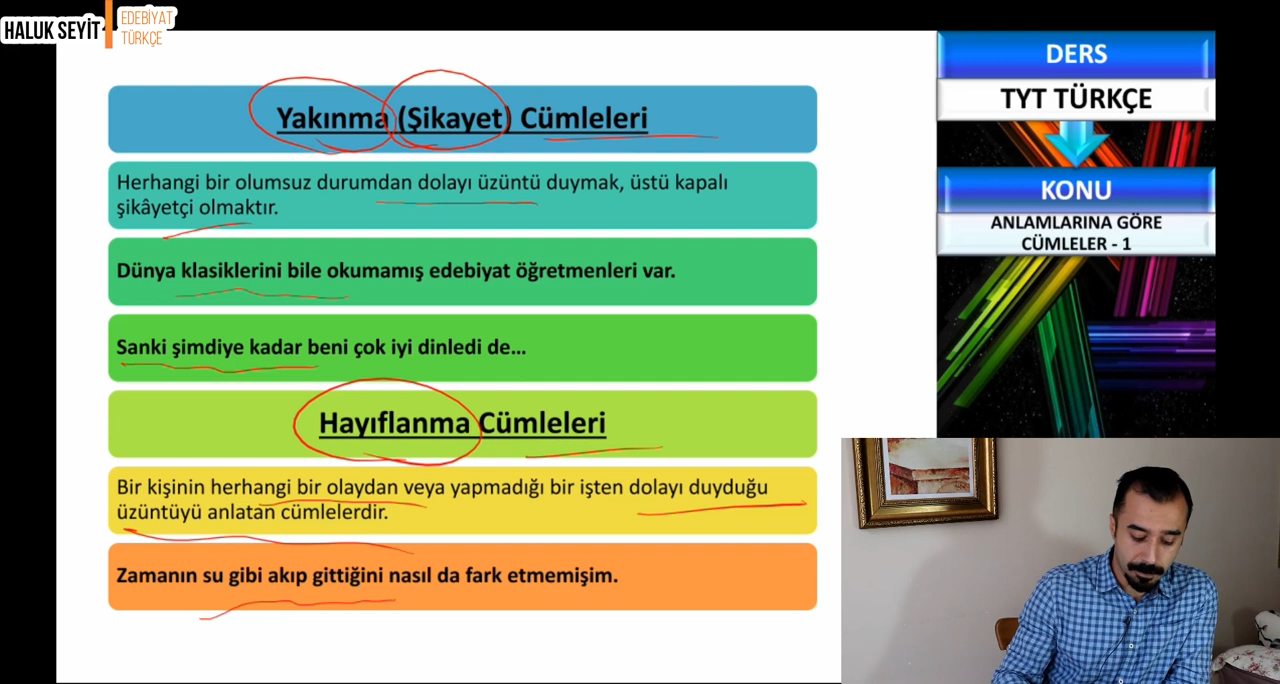 HALUK SEYİT
EDEBİYAT
TÜRKÇE
Yakınma (Şikayet) Cümleleri
Herhangi bir olumsuz durumdan dolayı üzüntü duymak, üstü kapalı
şikâyetçi olmaktır.
Dünya klasiklerini bile okumamış edebiyat öğretmenleri var.
Sanki şimdiye kadar beni çok iyi dinledi de...
Hayıflanma Cümleleri
Bir kişinin herhangi bir olaydan veya yapmadığı bir işten dolayı duyduğu
üzüntüyü anlatan cümlelerdir.
Zamanın su gibi akıp gittiğini nasıl da fark etmemişim.
DERS
TYT TÜRKÇE
KONU
ANLAMLARINA GÖRE
CÜMLELER - 1